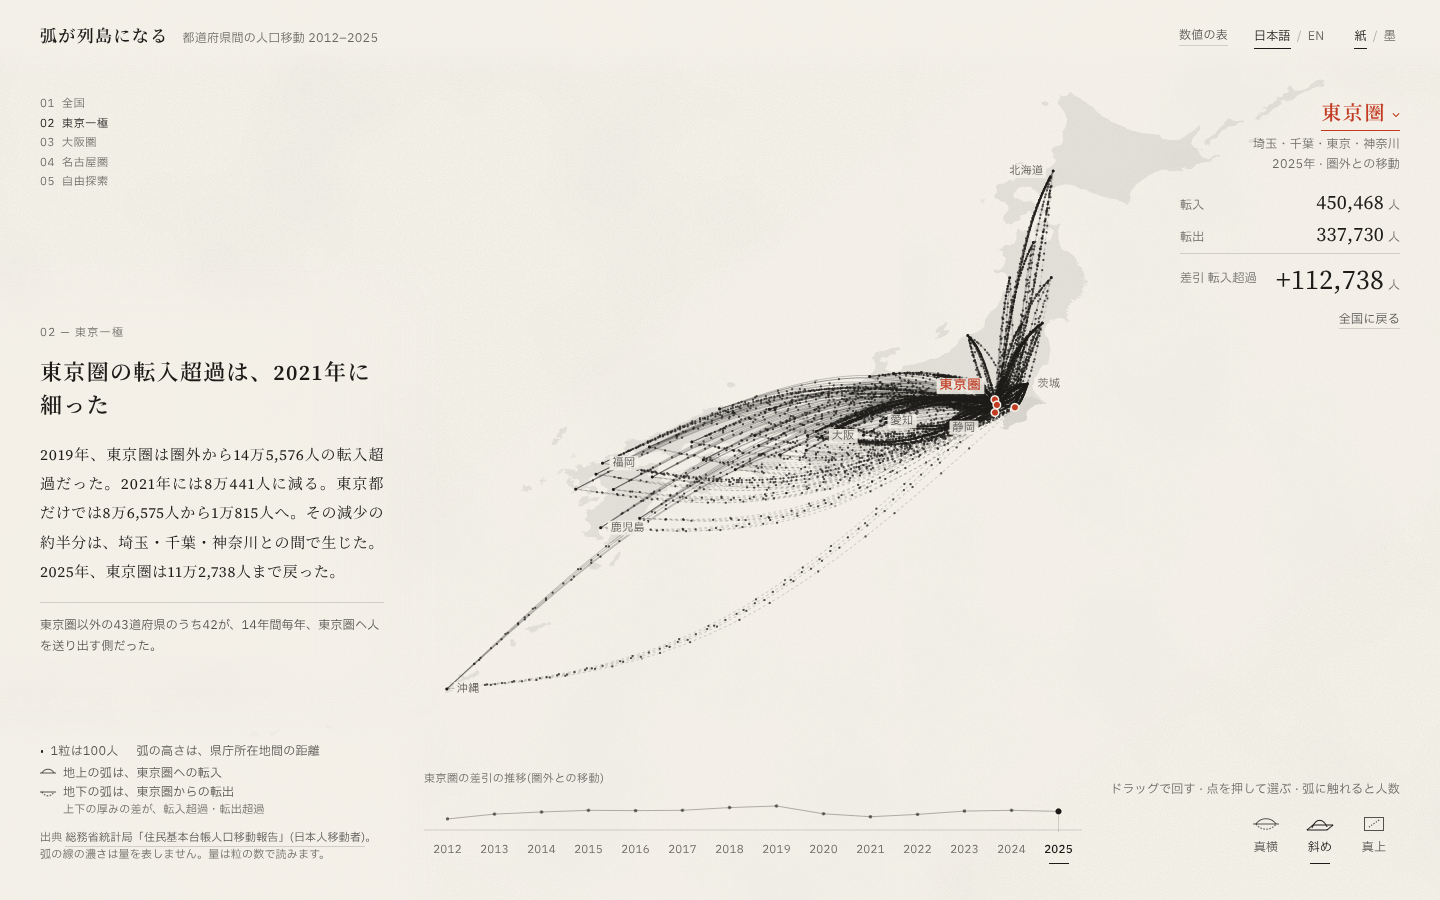 弧が列島になる 都道府県間の人口移動 2012–2025
数値の表 日本語 / EN 紙 / 墨
01 全国
02 東京一極
03 大阪圏
04 名古屋圏
05 自由探索
東京圏
埼玉・千葉・東京・神奈川
2025年・圏外との移動
転入 450,468 人
転出 337,730 人
差引 転入超過 +112,738 人
全国に戻る
02 — 東京一極
東京圏の転入超過は、2021年に
細った
2019年、東京圏は圏外から14万5,576人の転入超
過だった。2021年には8万441人に減る。東京都
だけでは8万6,575人から1万815人へ。その減少の
約半分は、埼玉・千葉・神奈川との間で生じた。
2025年、東京圏は11万2,738人まで戻った。
東京圏以外の43道府県のうち42が、14年間毎年、東京圏へ人
を送り出す側だった。
北海道
東京圏
茨城
愛知
静岡
大阪
福岡
鹿児島
沖縄
1粒は100人 弧の高さは、県庁所在地間の距離
地上の弧は、東京圏への転入
地下の弧は、東京圏からの転出
上下の厚みの差が、転入超過・転出超過
出典 総務省統計局「住民基本台帳人口移動報告」(日本人移動者)。
弧の線の濃さは量を表しません。量は粒の数で読みます。
東京圏の差引の推移(圏外との移動)
2012 2013 2014 2015 2016 2017 2018 2019 2020 2021 2022 2023 2024 2025
ドラッグで回す · 点を押して選ぶ · 弧に触れると人数
真横 斜め 真上